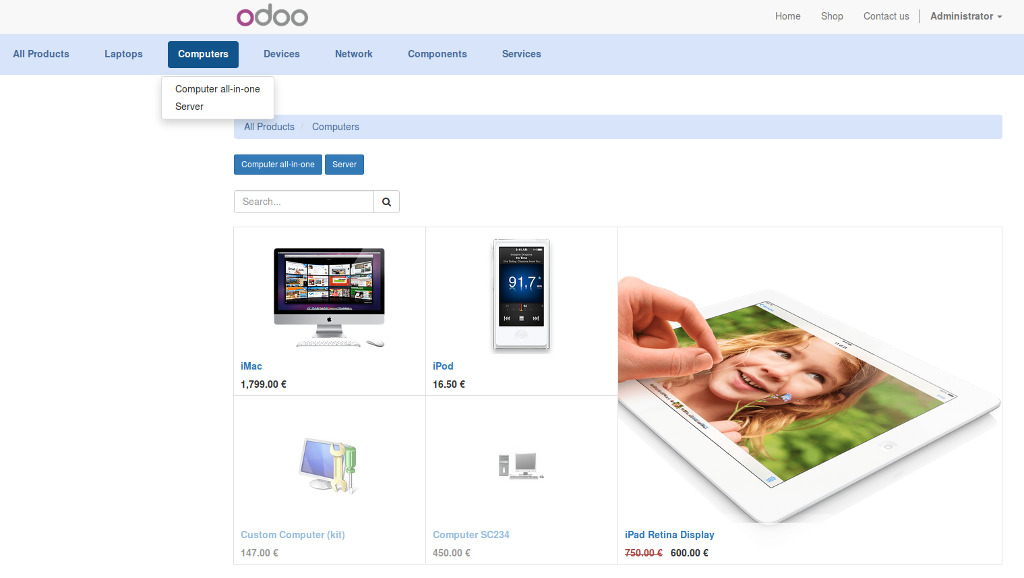 odoo
Home Shop Contact us Administrator
All Products Laptops Computers Devices Network Components Services
Computer all-in-one
Server
All Products / Computers
Computer all-in-one Server
Search...
91.7
iMac iPod
1,799.00 € 16.50 €
Custom Computer (kit) Computer SC234 iPad Retina Display
147.00 € 450.00 € 750.00 € 600.00 €